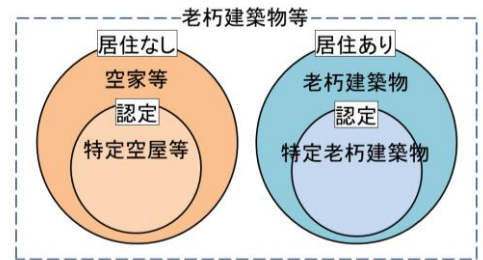 老朽建築物等
居住なし
空家等
認定
特定空屋等
居住あり
老朽建築物
認定
特定老朽建築物